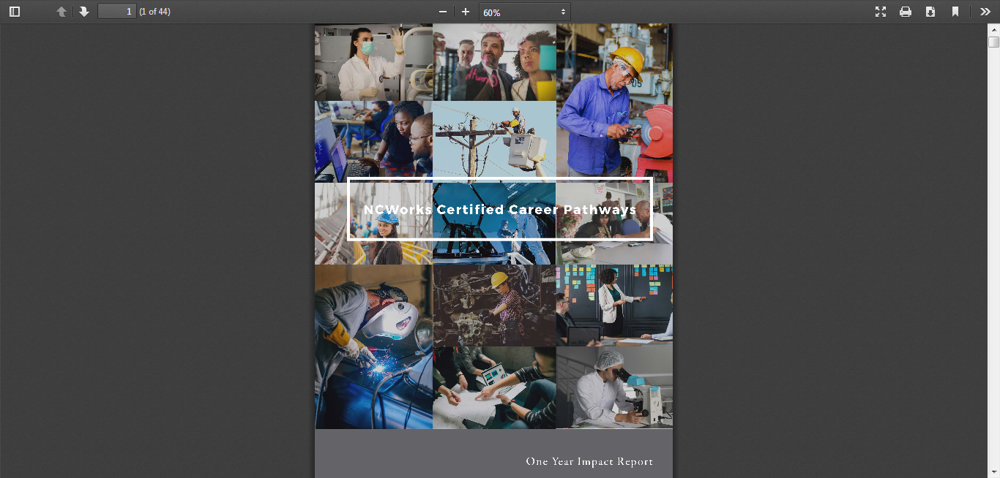 1 (1 of 44) 60%
NCWorks Certified Career Pathways
One Year Impact Report